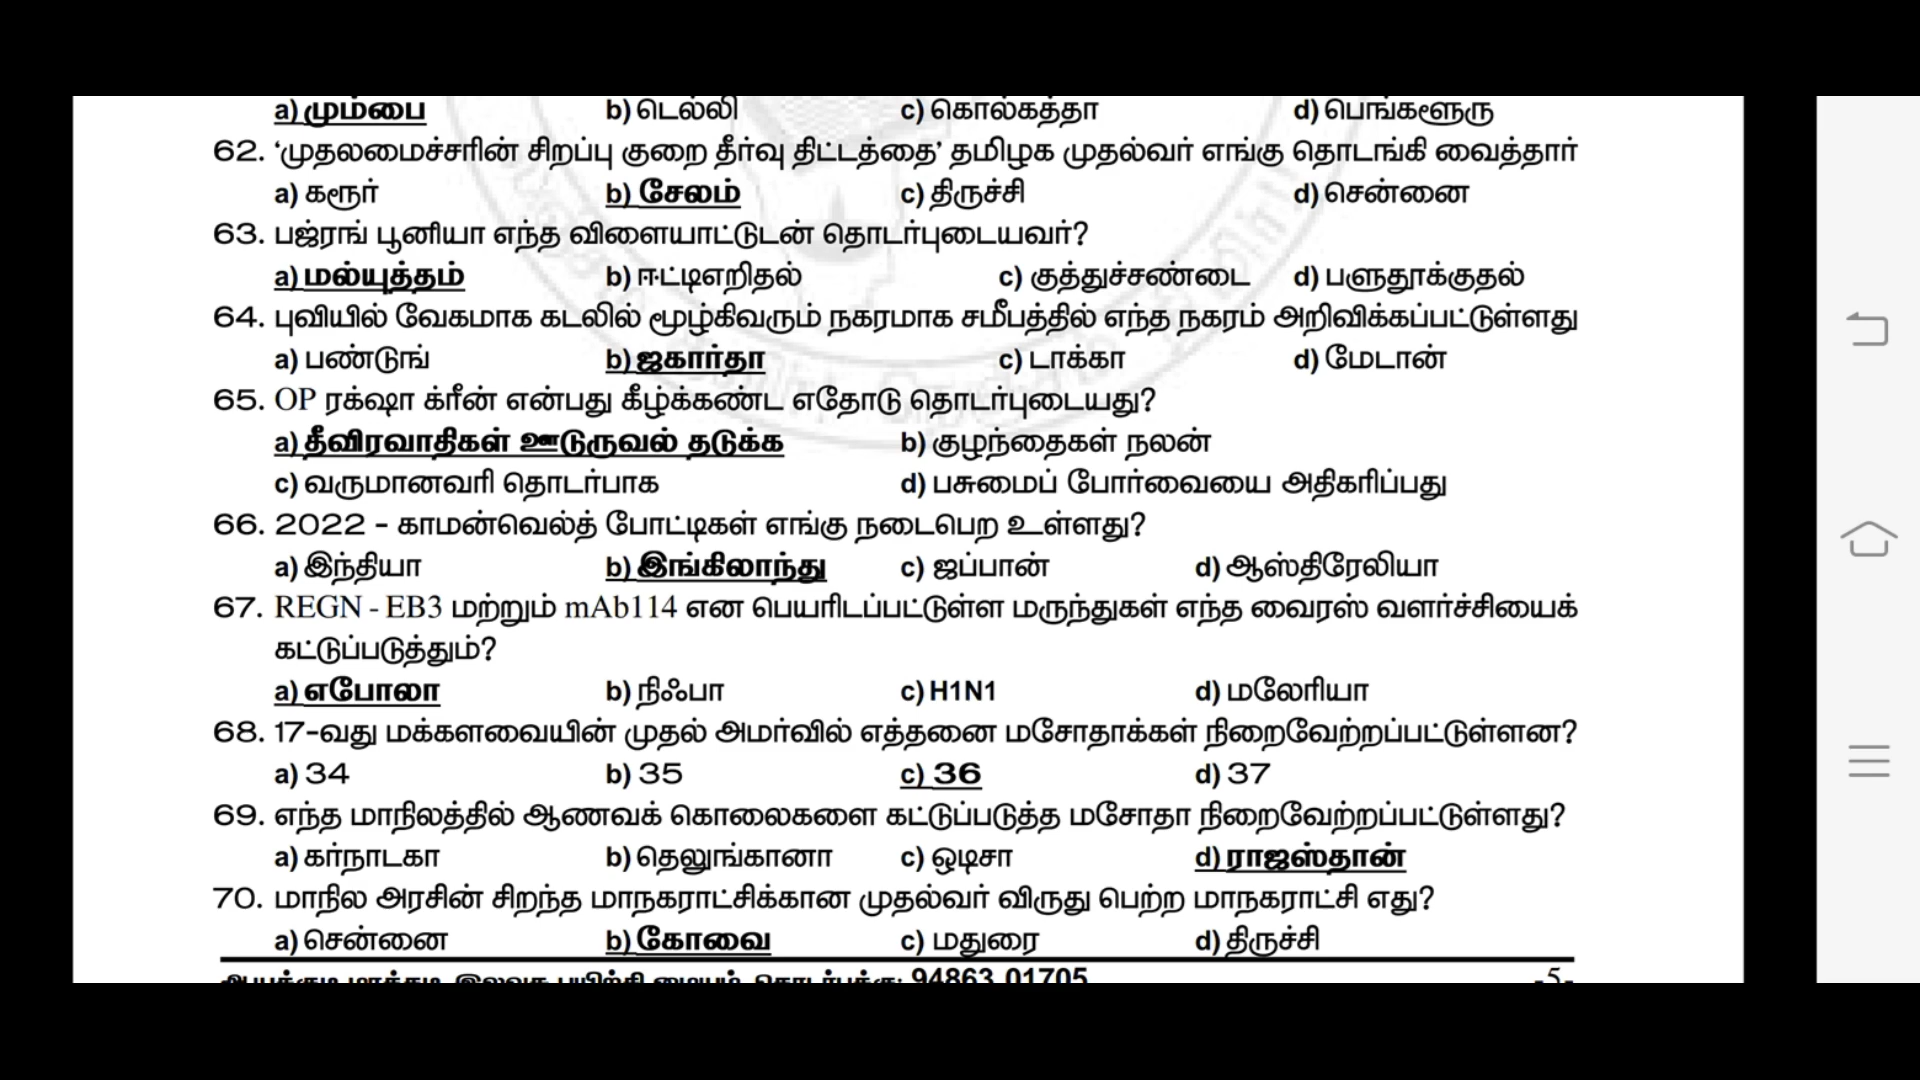 a) மும்பை b) டெல்லி c) கொல்கத்தா d) பெங்களூரு
62. ‘முதலமைச்சரின் சிறப்பு குறை தீர்வு திட்டத்தை’ தமிழக முதல்வர் எங்கு தொடங்கி வைத்தார்
a) கரூர் b) சேலம் c) திருச்சி d) சென்னை
63. பஜ்ரங் பூனியா எந்த விளையாட்டுடன் தொடர்புடையவர்?
a) மல்யுத்தம் b) ஈட்டிஎறிதல் c) குத்துச்சண்டை d) பளுதூக்குதல்
64. புவியில் வேகமாக கடலில் மூழ்கிவரும் நகரமாக சமீபத்தில் எந்த நகரம் அறிவிக்கப்பட்டுள்ளது
a) பண்டுங் b) ஜகார்தா c) டாக்கா d) மேடான்
65. OP ரக்‌ஷா க்ரீன் என்பது கீழ்க்கண்ட எதோடு தொடர்புடையது?
a) தீவிரவாதிகள் ஊடுருவல் தடுக்க b) குழந்தைகள் நலன்
c) வருமானவரி தொடர்பாக d) பசுமைப் போர்வையை அதிகரிப்பது
66. 2022 - காமன்வெல்த் போட்டிகள் எங்கு நடைபெற உள்ளது?
a) இந்தியா b) இங்கிலாந்து c) ஜப்பான் d) ஆஸ்திரேலியா
67. REGN - EB3 மற்றும் mAb114 என பெயரிடப்பட்டுள்ள மருந்துகள் எந்த வைரஸ் வளர்ச்சியைக்
கட்டுப்படுத்தும்?
a) எபோலா b) நிஃபா c) H1N1 d) மலேரியா
68. 17-வது மக்களவையின் முதல் அமர்வில் எத்தனை மசோதாக்கள் நிறைவேற்றப்பட்டுள்ளன?
a) 34 b) 35 c) 36 d) 37
69. எந்த மாநிலத்தில் ஆணவக் கொலைகளை கட்டுப்படுத்த மசோதா நிறைவேற்றப்பட்டுள்ளது?
a) கர்நாடகா b) தெலுங்கானா c) ஒடிசா d) ராஜஸ்தான்
70. மாநில அரசின் சிறந்த மாநகராட்சிக்கான முதல்வர் விருது பெற்ற மாநகராட்சி எது?
a) சென்னை b) கோவை c) மதுரை d) திருச்சி
இலவச பயிற்சி மையம் தொடர்புக்கு: 94863 01705 -5-